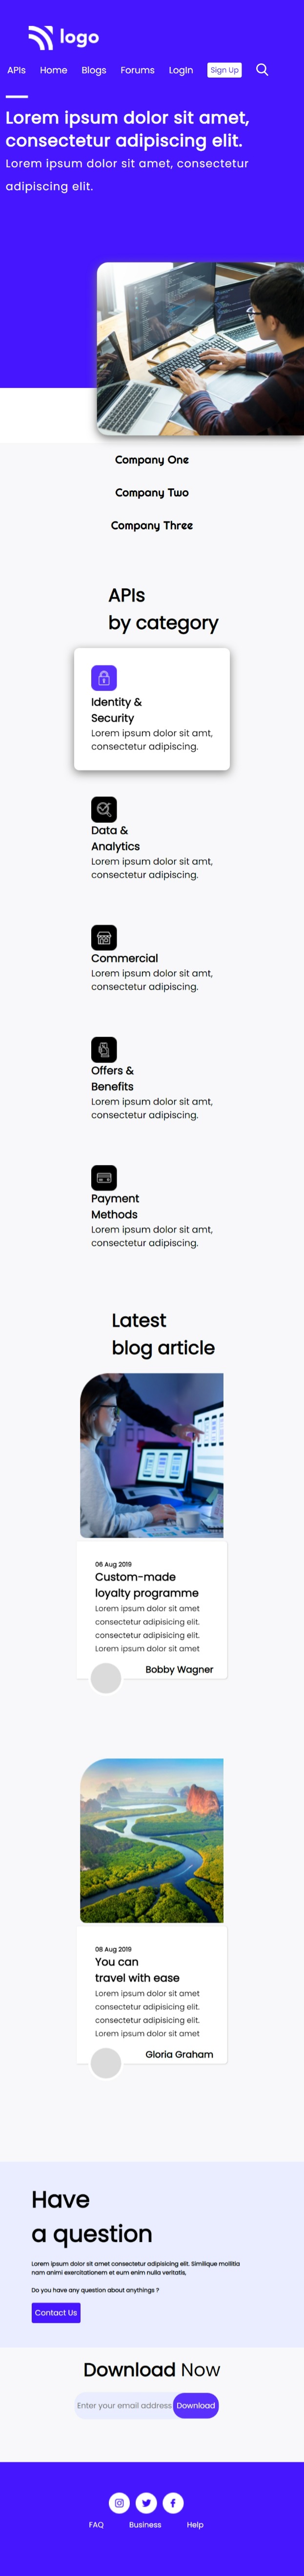 logo
APIs Home Blogs Forums LogIn Sign Up
Lorem ipsum dolor sit amet,
consectetur adipiscing elit.
Lorem ipsum dolor sit amet, consectetur
adipiscing elit.
Company One
Company Two
Company Three
APIs
by category
Identity &
Security
Lorem ipsum dolor sit amt,
consectetur adipiscing.
Data &
Analytics
Lorem ipsum dolor sit amt,
consectetur adipiscing.
Commercial
Lorem ipsum dolor sit amt,
consectetur adipiscing.
Offers &
Benefits
Lorem ipsum dolor sit amt,
consectetur adipiscing.
Payment
Methods
Lorem ipsum dolor sit amt,
consectetur adipiscing.
Latest
blog article
06 Aug 2019
Custom-made
loyalty programme
Lorem ipsum dolor sit amet
consectetur adipisicing elit.
consectetur adipisicing elit.
Lorem ipsum dolor sit amet
Bobby Wagner
08 Aug 2019
You can
travel with ease
Lorem ipsum dolor sit amet
consectetur adipisicing elit.
consectetur adipisicing elit.
Lorem ipsum dolor sit amet
Gloria Graham
Have
a question
Lorem ipsum dolor sit amet consectetur adipisicing elit. Similique mollitia
nam animi exercitationem et eum enim nulla veritatis,
Do you have any question about anythings ?
Contact Us
Download Now
Enter your email address Download
FAQ Business Help